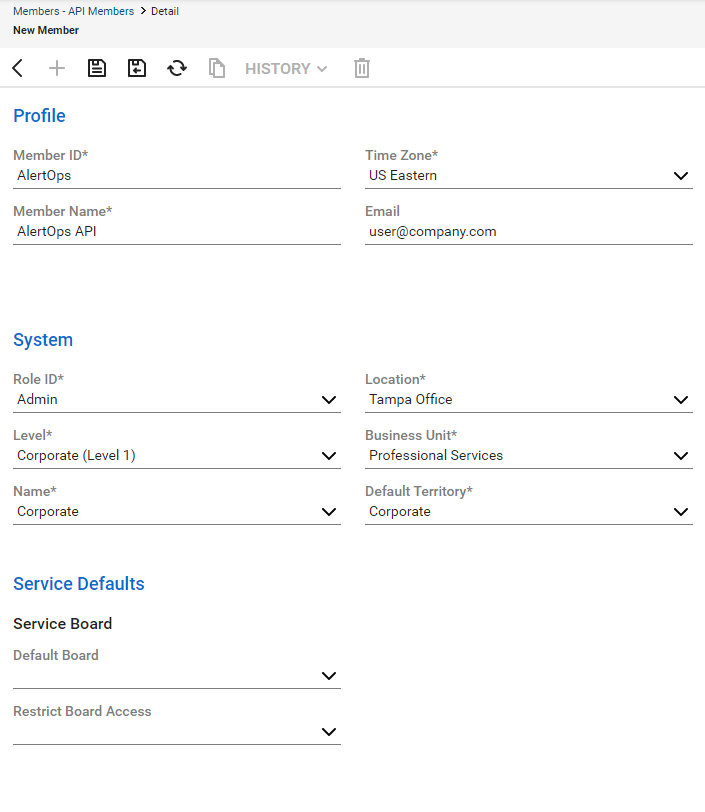 Members - API Members > Detail
New Member
HISTORY
Profile
Member ID*
AlertOps
Time Zone*
US Eastern
Member Name*
AlertOps API
Email
user@company.com
System
Role ID*
Admin
Location*
Tampa Office
Level*
Corporate (Level 1)
Business Unit*
Professional Services
Name*
Corporate
Default Territory*
Corporate
Service Defaults
Service Board
Default Board
Restrict Board Access